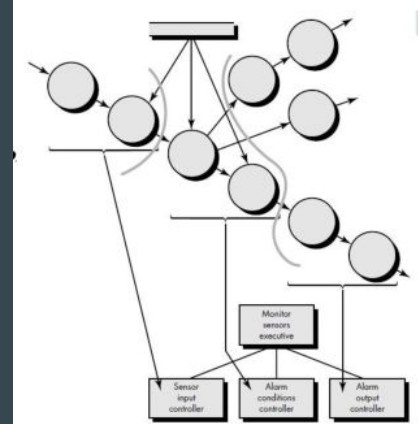 Monitor
sensors
executive
Sensor
input
controller
Alarm
conditions
controller
Alarm
output
controller